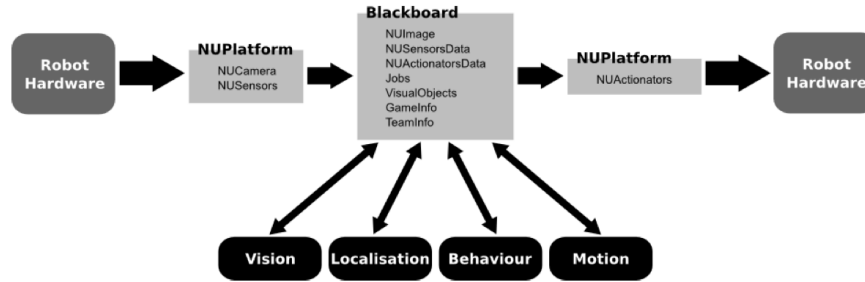 Robot
Hardware
NUPlatform
NUCamera
NUSensors
Blackboard
NUImage
NUSensorsData
NUActionatorsData
Jobs
VisualObjects
GameInfo
TeamInfo
NUPlatform
NUActionators
Robot
Hardware
Vision
Localisation
Behaviour
Motion